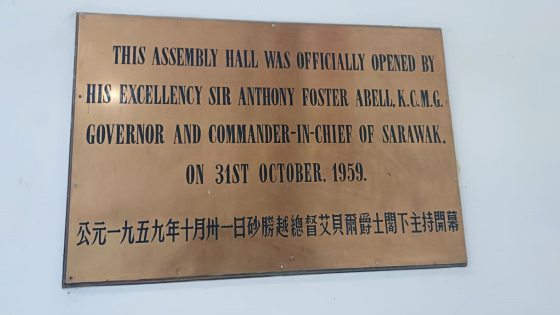 THIS ASSEMBLY HALL WAS OFFICIALLY OPENED BY
HIS EXCELLENCY SIR ANTHONY FOSTER ABELL, K.C.M.G.
GOVERNOR AND COMMANDER-IN-CHIEF OF SARAWAK,
ON 31ST OCTOBER, 1959.
公元一九五九年十月卅一日砂朥越總督艾貝爾爵士閣下主持開幕